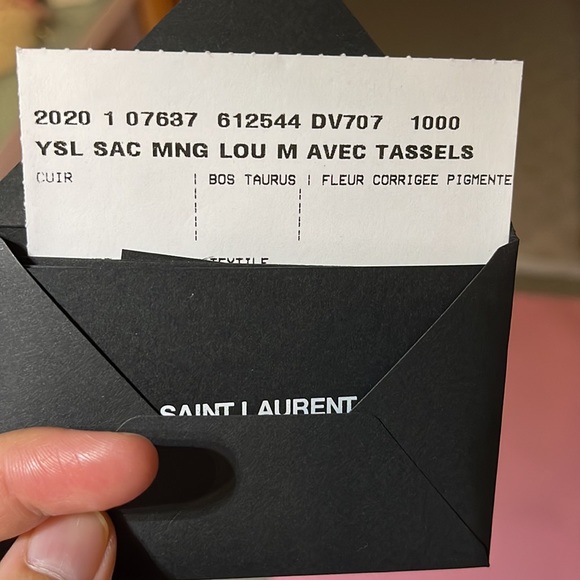 2020 1 07637 612544 DV707 1000
YSL SAC MNG LOU M AVEC TASSELS
CUIR | BOS TAURUS | FLEUR CORRIGEE PIGMENTE
TEXTILE
SAINT LAURENT